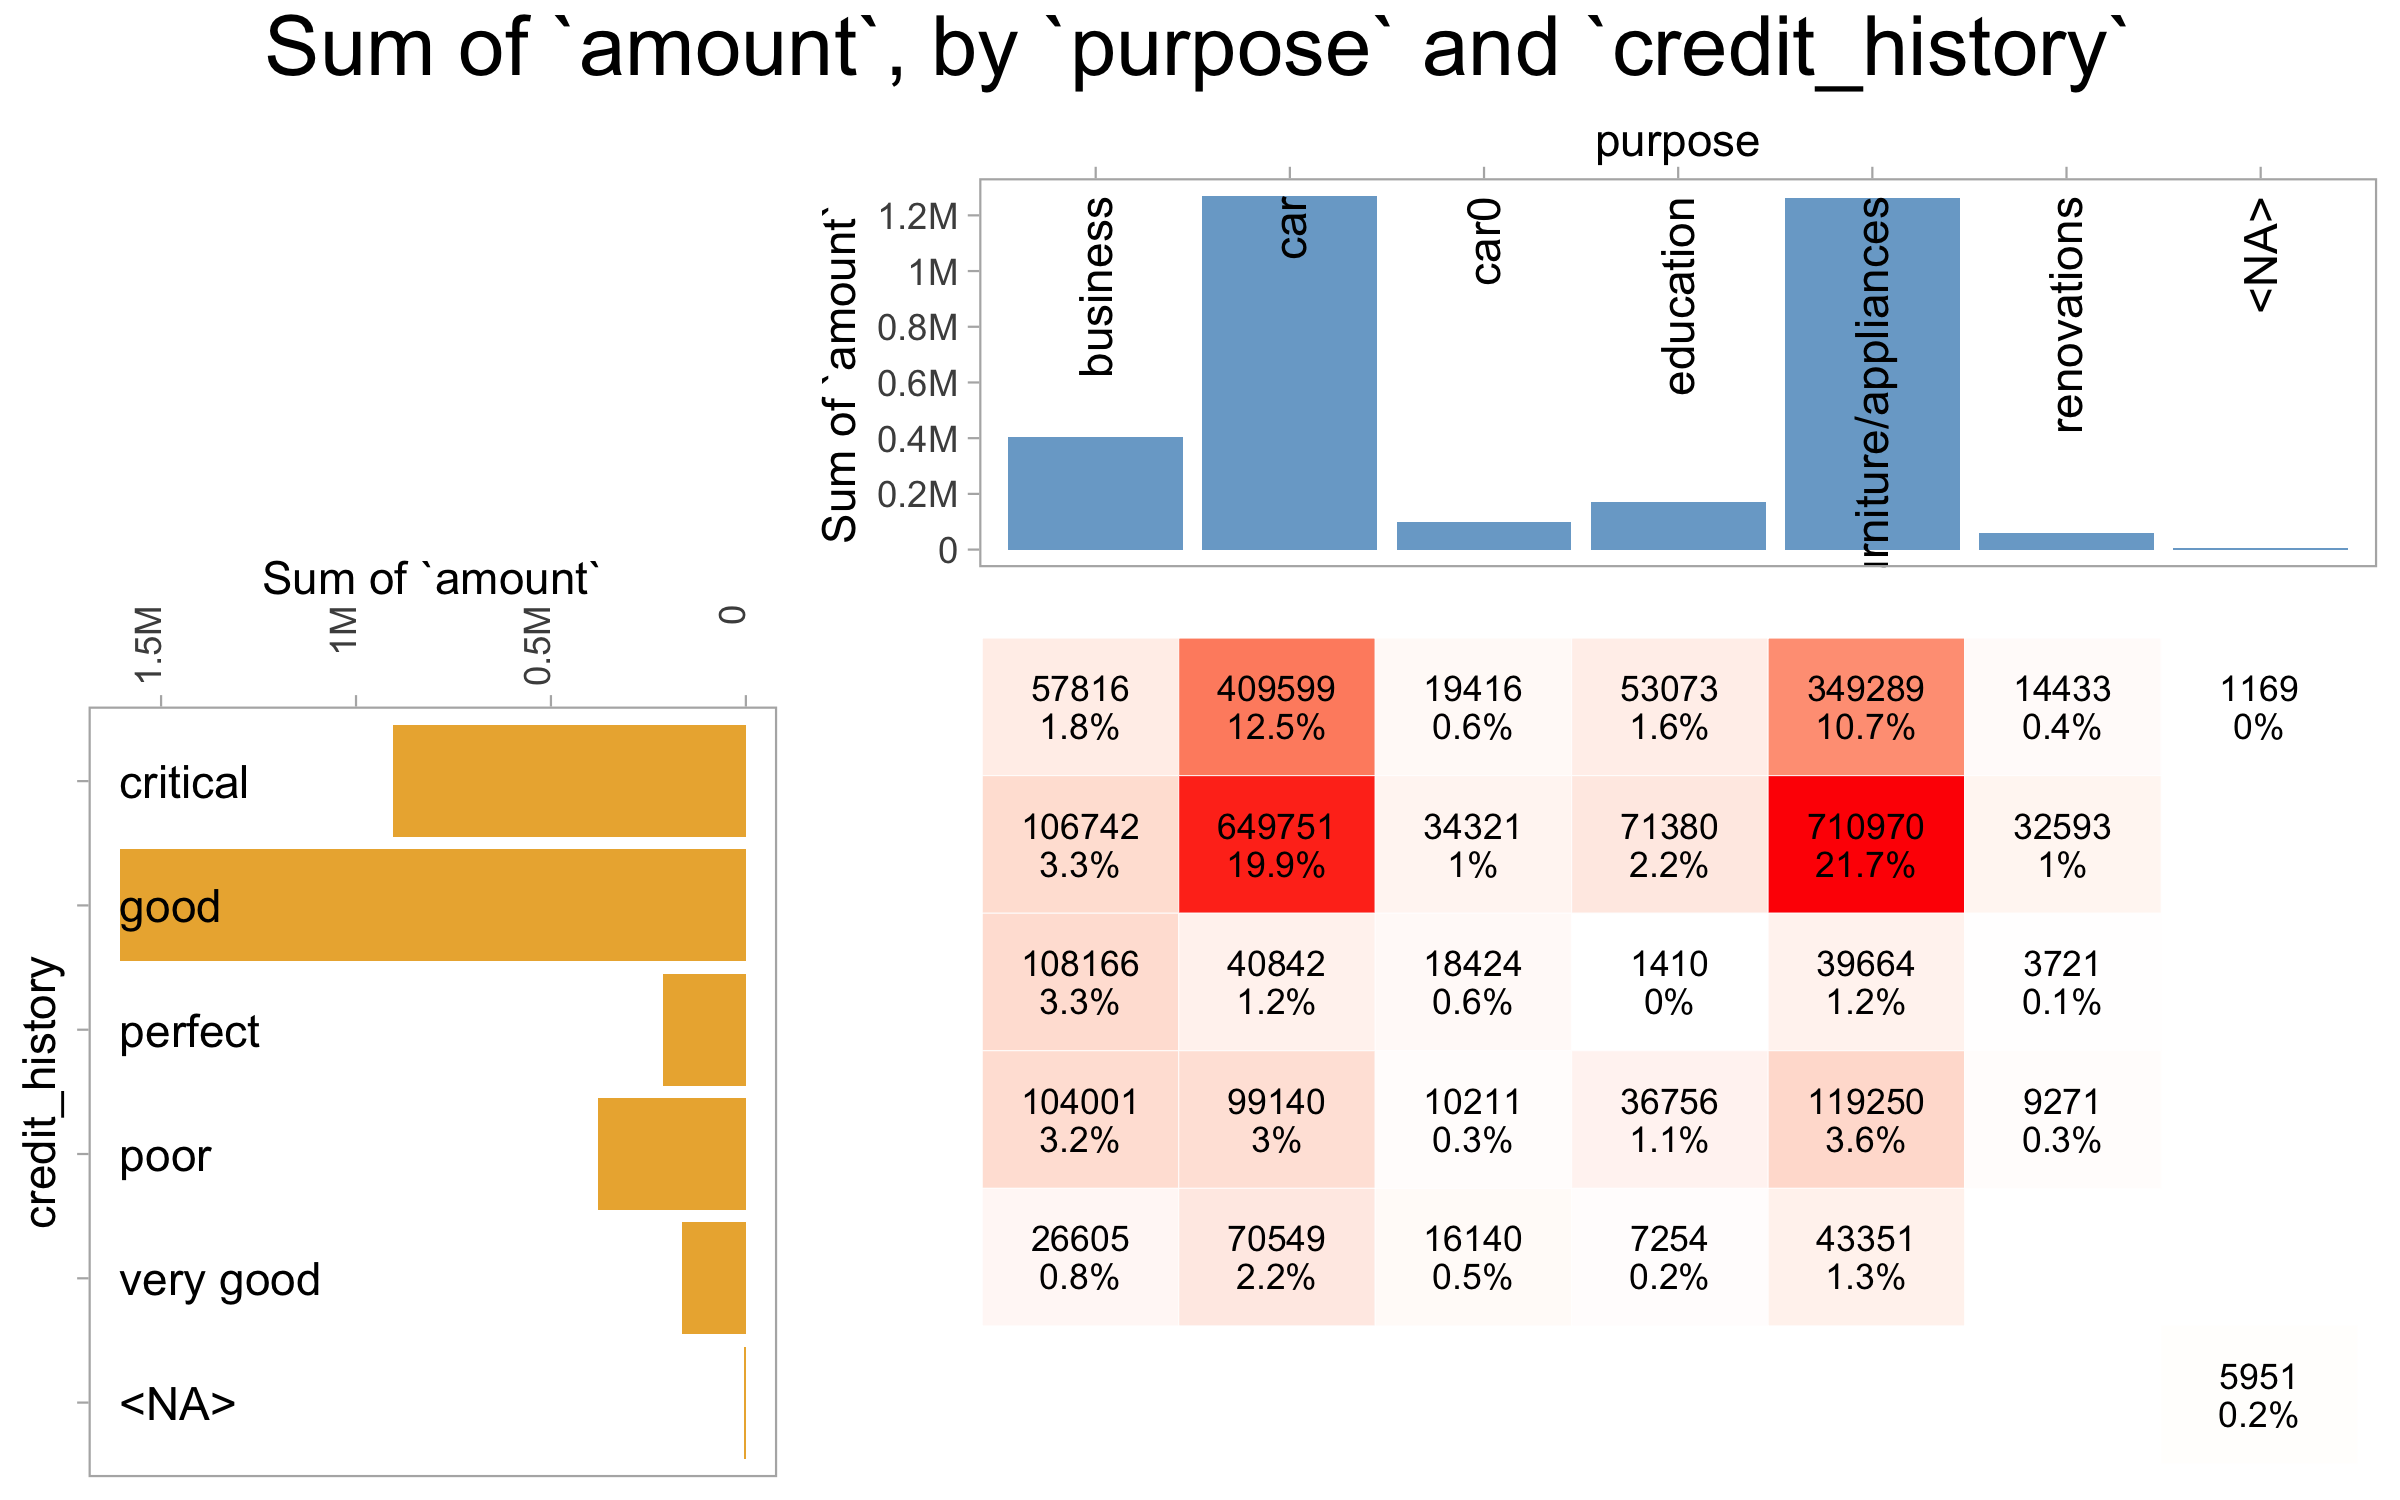 Sum of `amount`, by `purpose` and `credit_history`
purpose
Sum of `amount`
1.2M
1M
0.8M
0.6M
0.4M
0.2M
0
business
car
car0
education
urniture/appliances
renovations
<NA>
Sum of `amount`
1.5M
1M
0.5M
0
credit_history
critical
good
perfect
poor
very good
<NA>
57816 409599 19416 53073 349289 14433 1169
1.8% 12.5% 0.6% 1.6% 10.7% 0.4% 0%
106742 649751 34321 71380 710970 32593
3.3% 19.9% 1% 2.2% 21.7% 1%
108166 40842 18424 1410 39664 3721
3.3% 1.2% 0.6% 0% 1.2% 0.1%
104001 99140 10211 36756 119250 9271
3.2% 3% 0.3% 1.1% 3.6% 0.3%
26605 70549 16140 7254 43351
0.8% 2.2% 0.5% 0.2% 1.3%
5951
0.2%